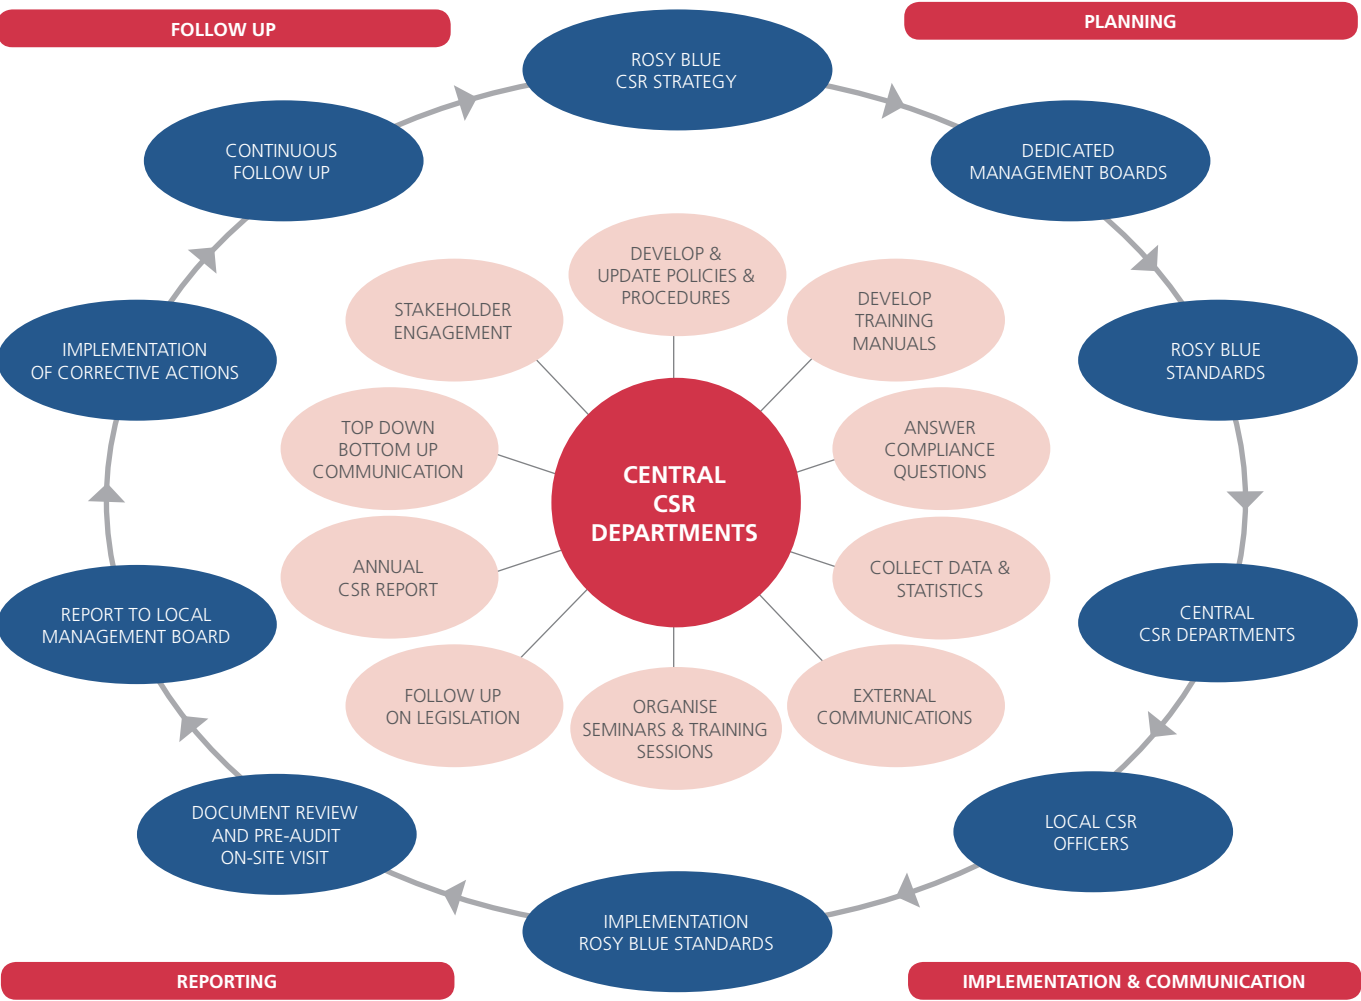 FOLLOW UP
PLANNING
ROSY BLUE
CSR STRATEGY
DEDICATED
MANAGEMENT BOARDS
ROSY BLUE
STANDARDS
CENTRAL
CSR DEPARTMENTS
LOCAL CSR
OFFICERS
IMPLEMENTATION
ROSY BLUE STANDARDS
DOCUMENT REVIEW
AND PRE-AUDIT
ON-SITE VISIT
REPORT TO LOCAL
MANAGEMENT BOARD
IMPLEMENTATION
OF CORRECTIVE ACTIONS
CONTINUOUS
FOLLOW UP
DEVELOP &
UPDATE POLICIES &
PROCEDURES
DEVELOP
TRAINING
MANUALS
ANSWER
COMPLIANCE
QUESTIONS
COLLECT DATA &
STATISTICS
EXTERNAL
COMMUNICATIONS
ORGANISE
SEMINARS & TRAINING
SESSIONS
FOLLOW UP
ON LEGISLATION
ANNUAL
CSR REPORT
TOP DOWN
BOTTOM UP
COMMUNICATION
STAKEHOLDER
ENGAGEMENT
CENTRAL
CSR
DEPARTMENTS
REPORTING
IMPLEMENTATION & COMMUNICATION